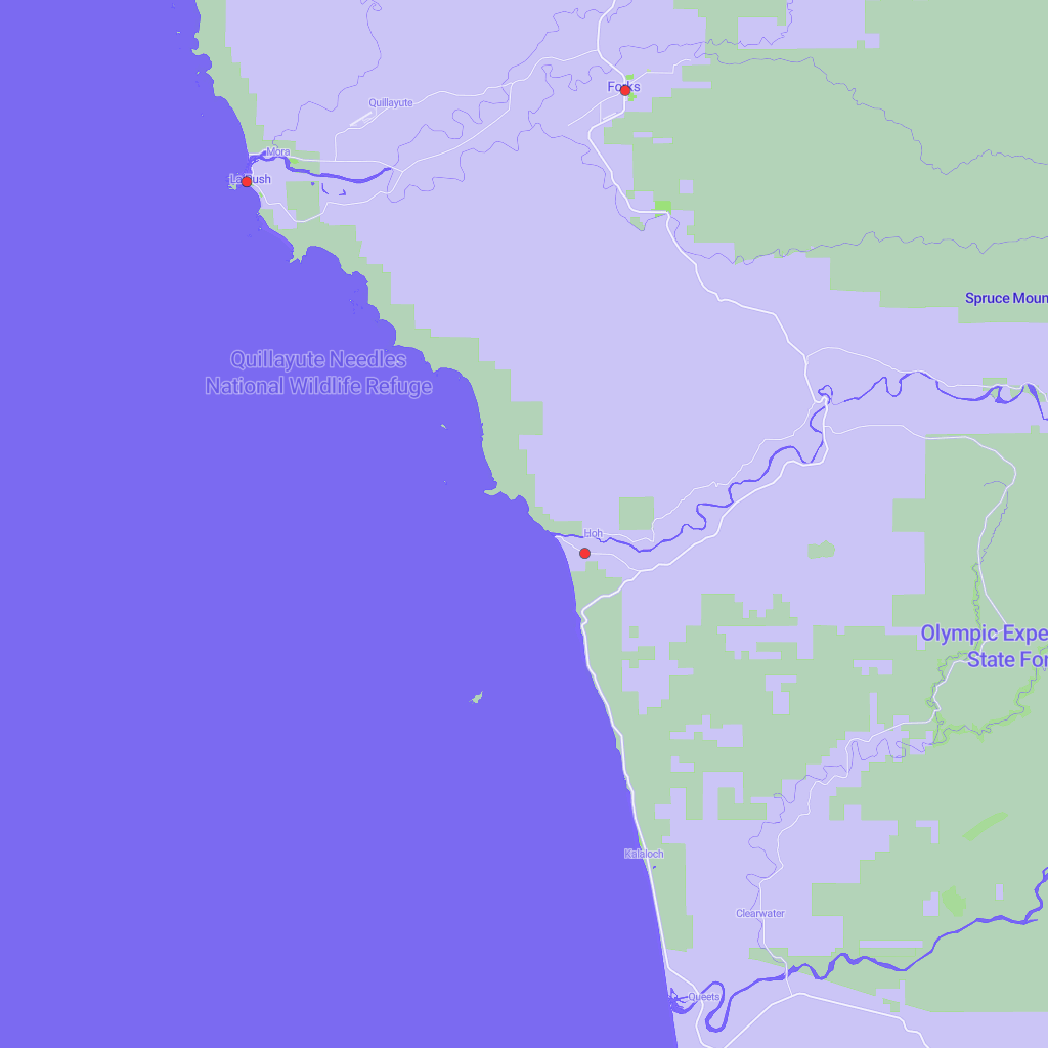 Forks
Quillayute
Mora
La Push
Spruce Moun
Quillayute Needles
National Wildlife Refuge
Hoh
Olympic Expe
State For
Kalaloch
Clearwater
Queets